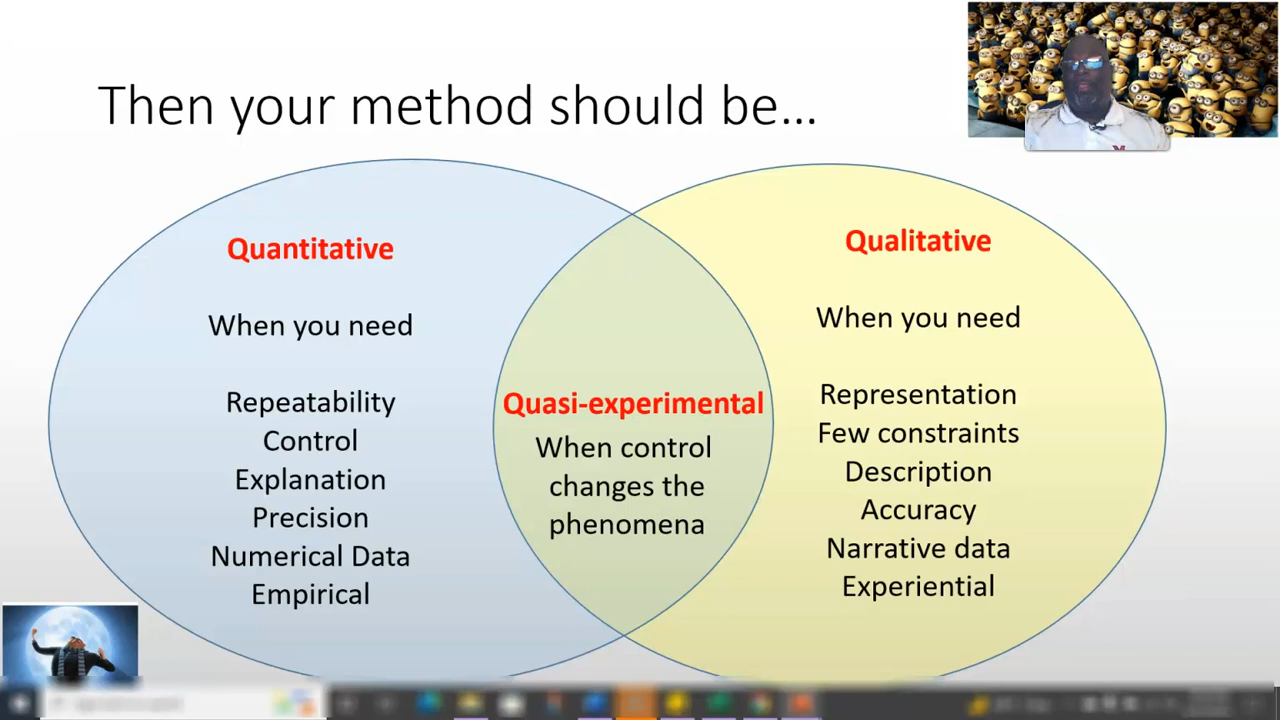 Then your method should be...
Quantitative
When you need
Repeatability
Control
Explanation
Precision
Numerical Data
Empirical
Quasi-experimental
When control
changes the
phenomena
Qualitative
When you need
Representation
Few constraints
Description
Accuracy
Narrative data
Experiential